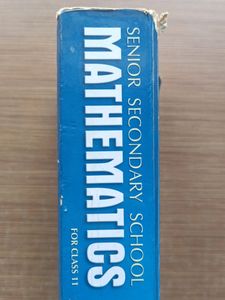 SENIOR SECONDARY SCHOOL
MATHEMATICS
FOR CLASS 11